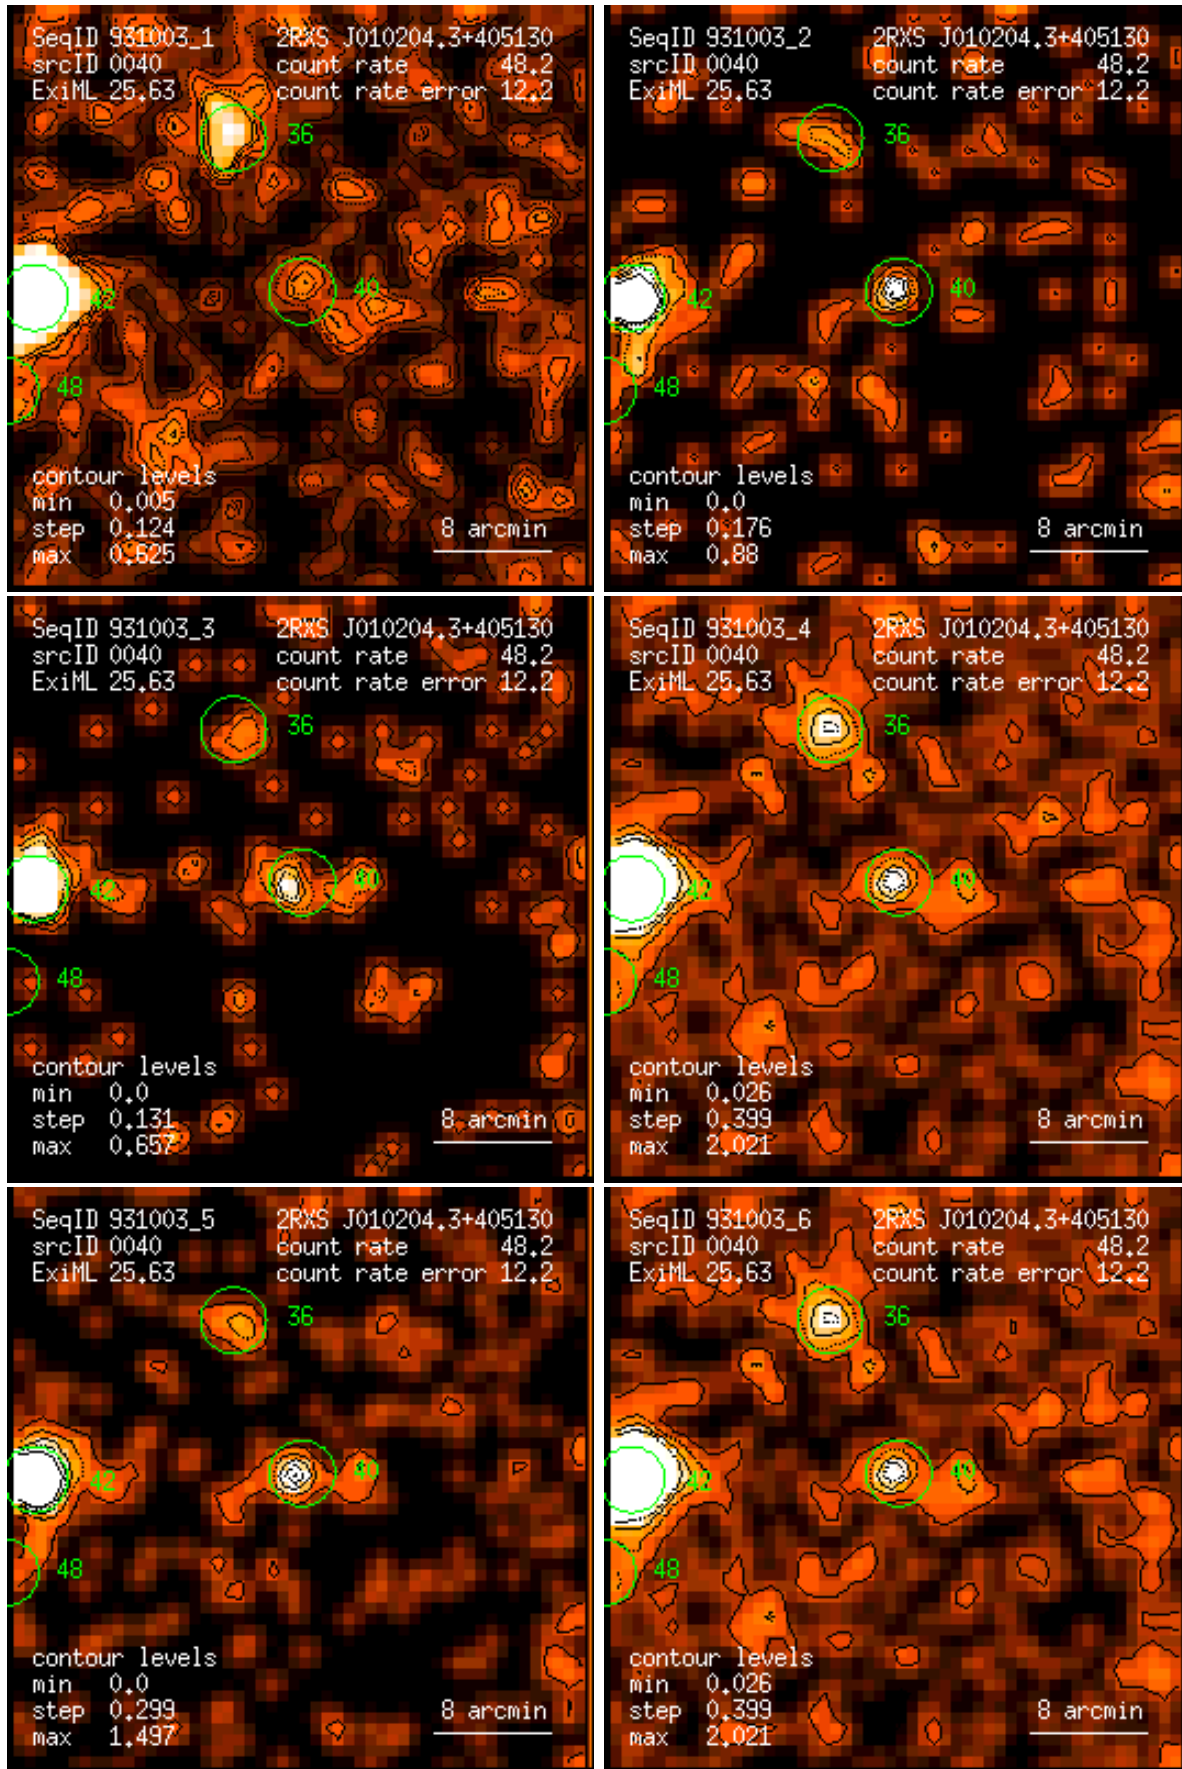 SeqID 931003_1 2RXS J010204.3+405130
srcID 0040 count rate 48.2
ExiML 25.63 count rate error 12.2
36
40
42
48
contour levels
min 0.005
step 0.124
max 0.625
8 arcmin
SeqID 931003_2 2RXS J010204.3+405130
srcID 0040 count rate 48.2
ExiML 25.63 count rate error 12.2
36
40
42
48
contour levels
min 0.0
step 0.176
max 0.88
8 arcmin
SeqID 931003_3 2RXS J010204.3+405130
srcID 0040 count rate 48.2
ExiML 25.63 count rate error 12.2
36
40
42
48
contour levels
min 0.0
step 0.131
max 0.657
8 arcmin
SeqID 931003_4 2RXS J010204.3+405130
srcID 0040 count rate 48.2
ExiML 25.63 count rate error 12.2
36
40
42
48
contour levels
min 0.026
step 0.399
max 2.021
8 arcmin
SeqID 931003_5 2RXS J010204.3+405130
srcID 0040 count rate 48.2
ExiML 25.63 count rate error 12.2
36
40
42
48
contour levels
min 0.0
step 0.299
max 1.497
8 arcmin
SeqID 931003_6 2RXS J010204.3+405130
srcID 0040 count rate 48.2
ExiML 25.63 count rate error 12.2
36
40
42
48
contour levels
min 0.026
step 0.399
max 2.021
8 arcmin